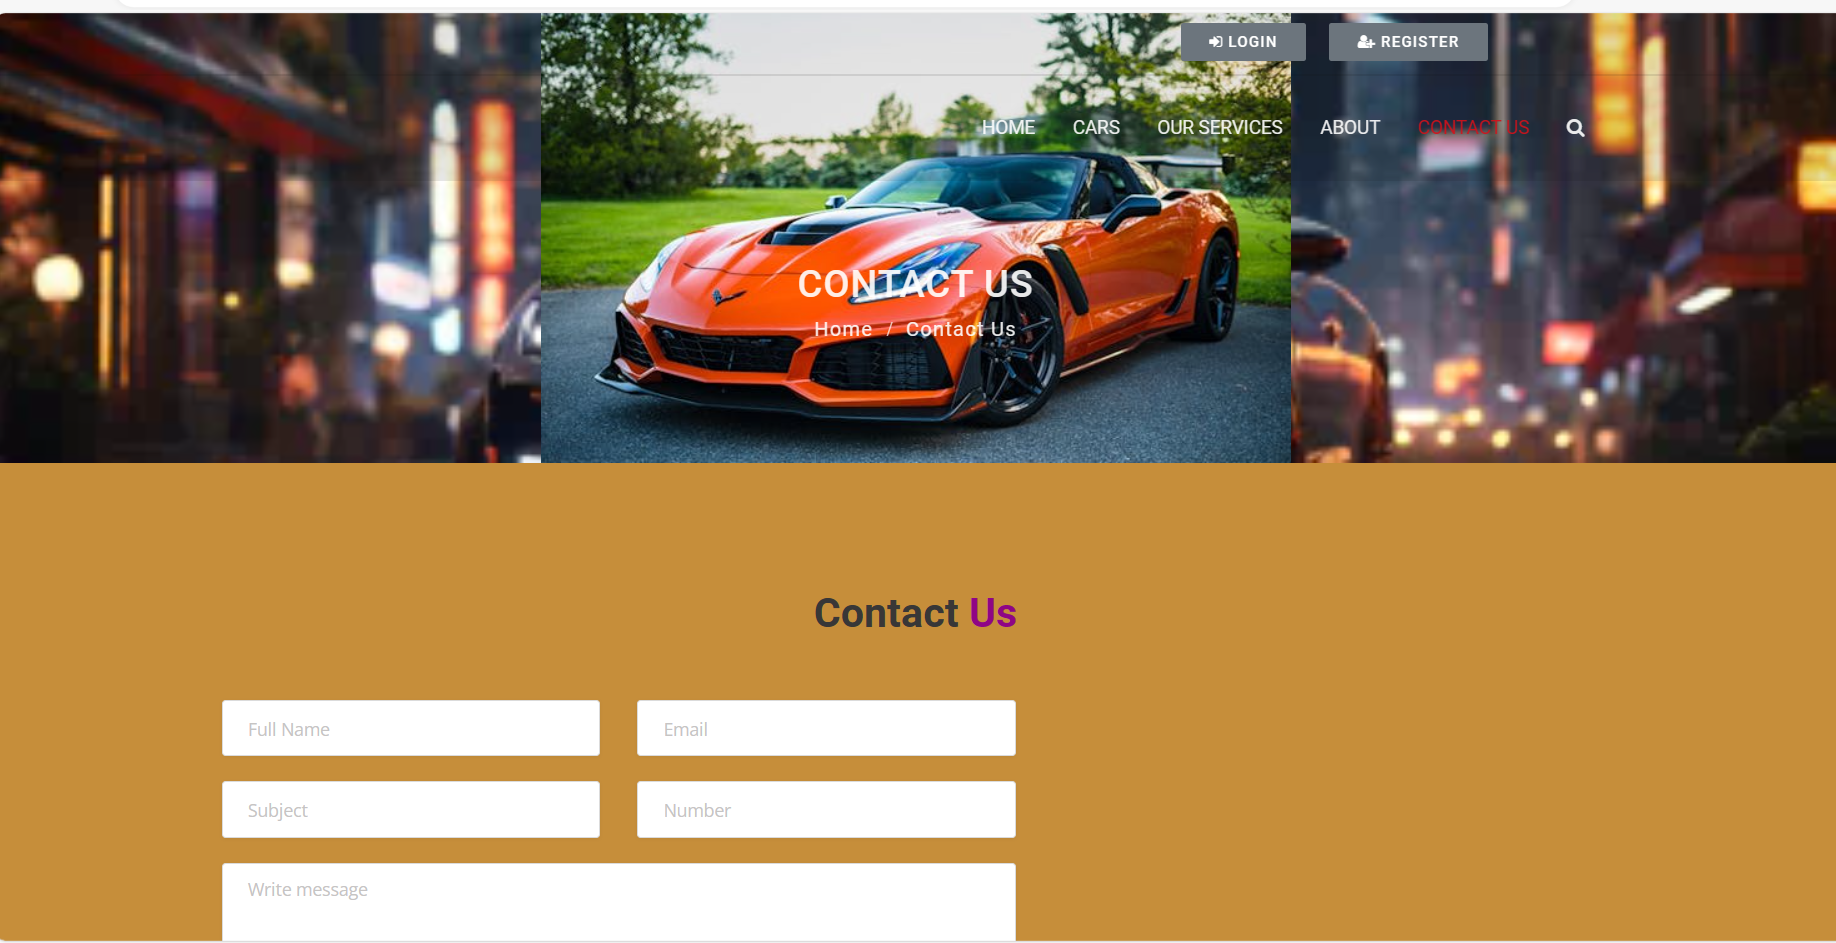 LOGIN REGISTER
HOME CARS OUR SERVICES ABOUT CONTACT US
CONTACT US
Home / Contact Us
Contact Us
Full Name Email
Subject Number
Write message